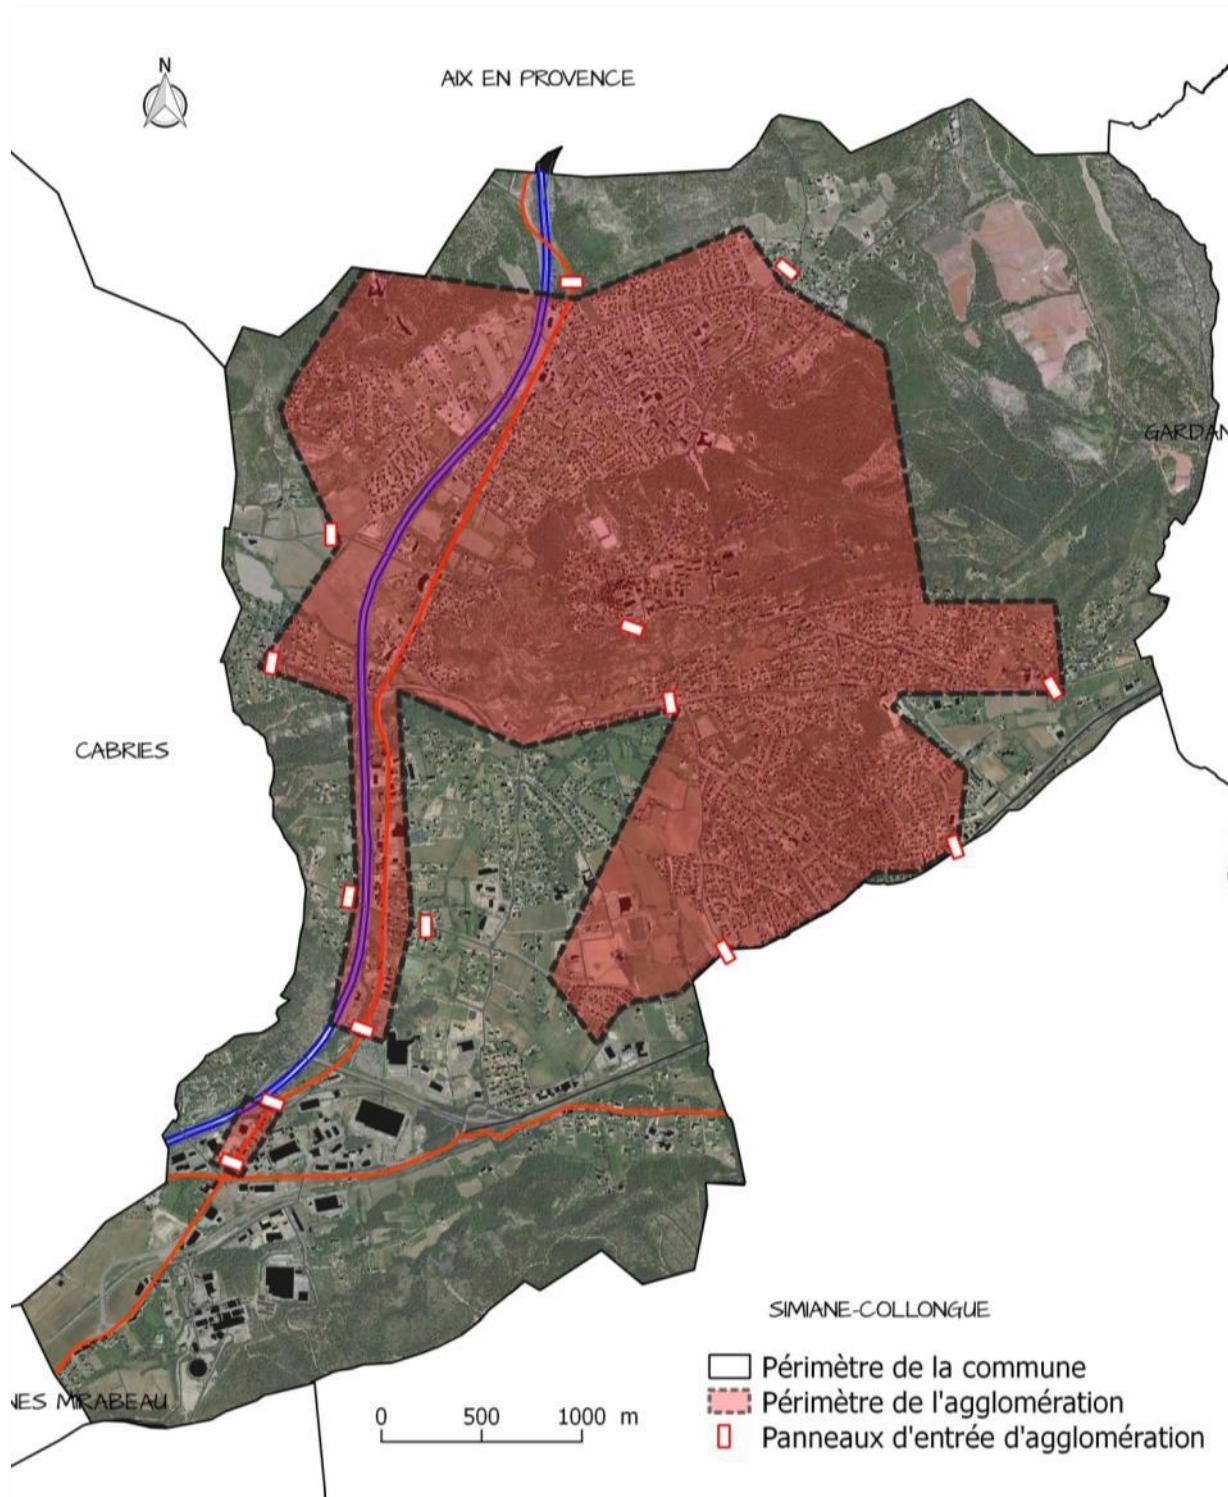 N
AIX EN PROVENCE
GARDAN
CABRIES
SIMIANE-COLLONGUE
NES MIRABEAU
0 500 1000 m
Périmètre de la commune
Périmètre de l'agglomération
Panneaux d'entrée d'agglomération